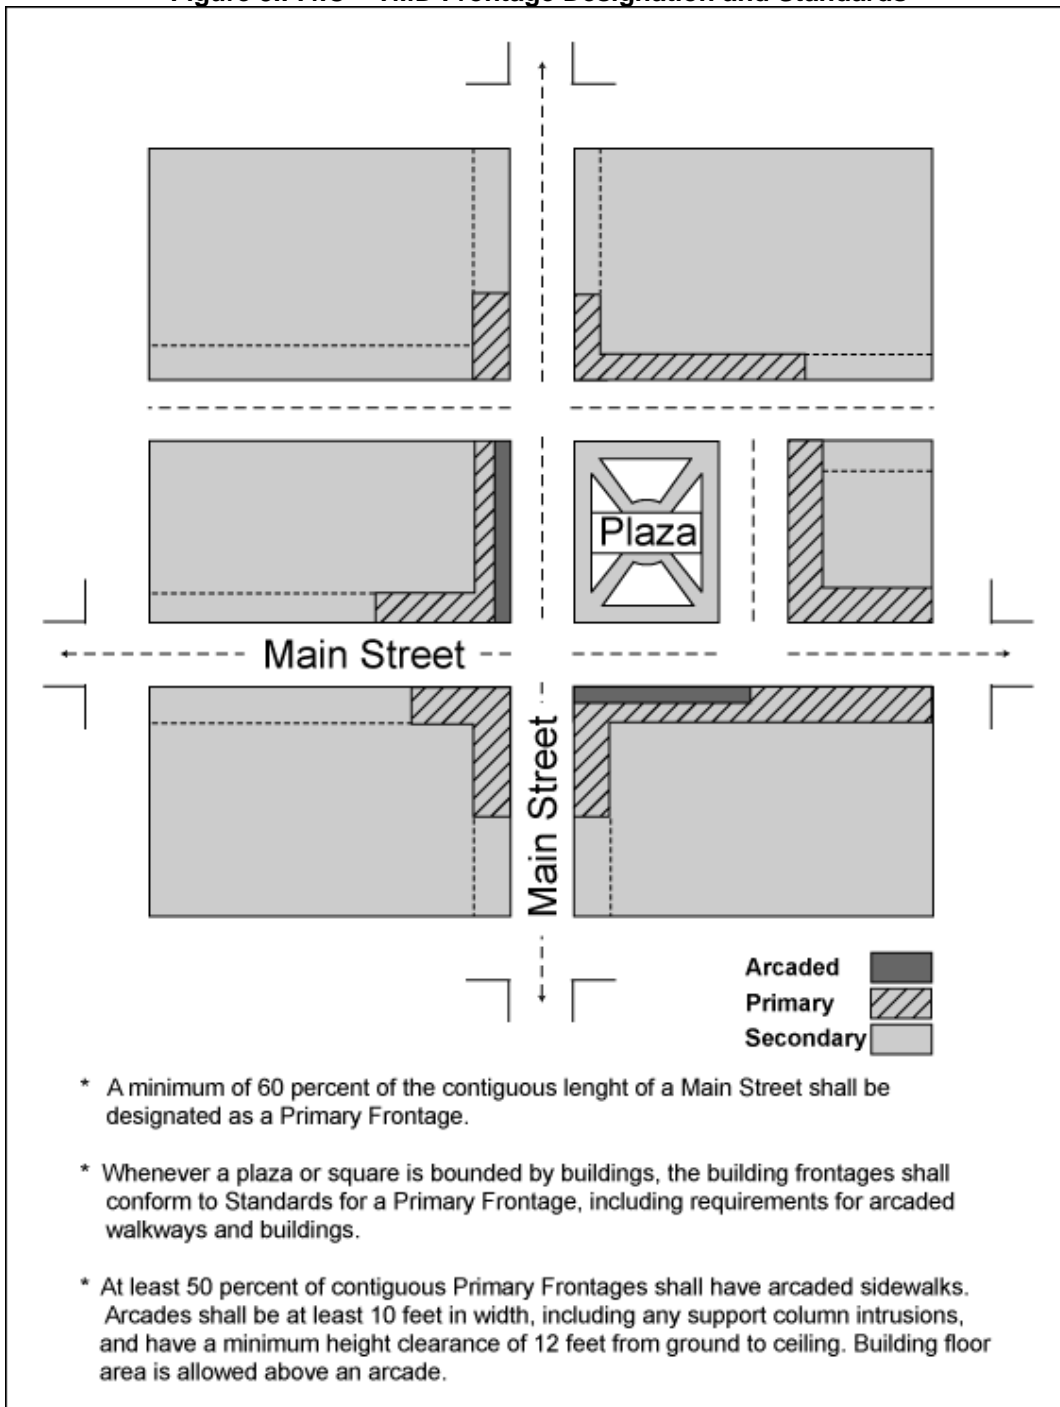 Plaza
Main Street
Main Street
Arcaded
Primary
Secondary
* A minimum of 60 percent of the contiguous lenght of a Main Street shall be
designated as a Primary Frontage.
* Whenever a plaza or square is bounded by buildings, the building frontages shall
conform to Standards for a Primary Frontage, including requirements for arcaded
walkways and buildings.
* At least 50 percent of contiguous Primary Frontages shall have arcaded sidewalks.
Arcades shall be at least 10 feet in width, including any support column intrusions,
and have a minimum height clearance of 12 feet from ground to ceiling. Building floor
area is allowed above an arcade.